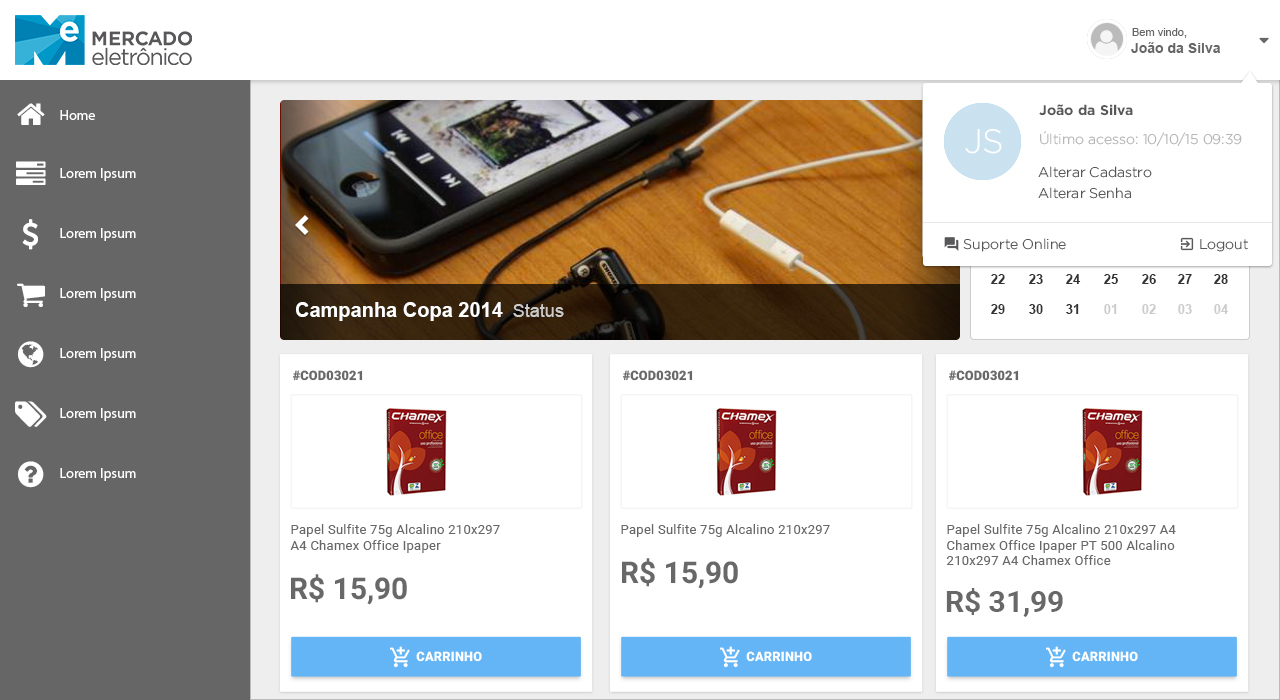 Me
MERCADO
eletrônico
Bem vindo,
João da Silva
Home
Lorem Ipsum
Lorem Ipsum
Lorem Ipsum
Lorem Ipsum
Lorem Ipsum
Lorem Ipsum
JS
João da Silva
Último acesso: 10/10/15 09:39
Alterar Cadastro
Alterar Senha
Suporte Online
Logout
Campanha Copa 2014 Status
22 23 24 25 26 27 28
29 30 31 01 02 03 04
#COD03021
CHAMEX
office
Papel Sulfite 75g Alcalino 210x297
A4 Chamex Office Ipaper
R$ 15,90
CARRINHO
#COD03021
CHAMEX
office
Papel Sulfite 75g Alcalino 210x297
R$ 15,90
CARRINHO
#COD03021
CHAMEX
office
Papel Sulfite 75g Alcalino 210x297 A4
Chamex Office Ipaper PT 500 Alcalino
210x297 A4 Chamex Office
R$ 31,99
CARRINHO